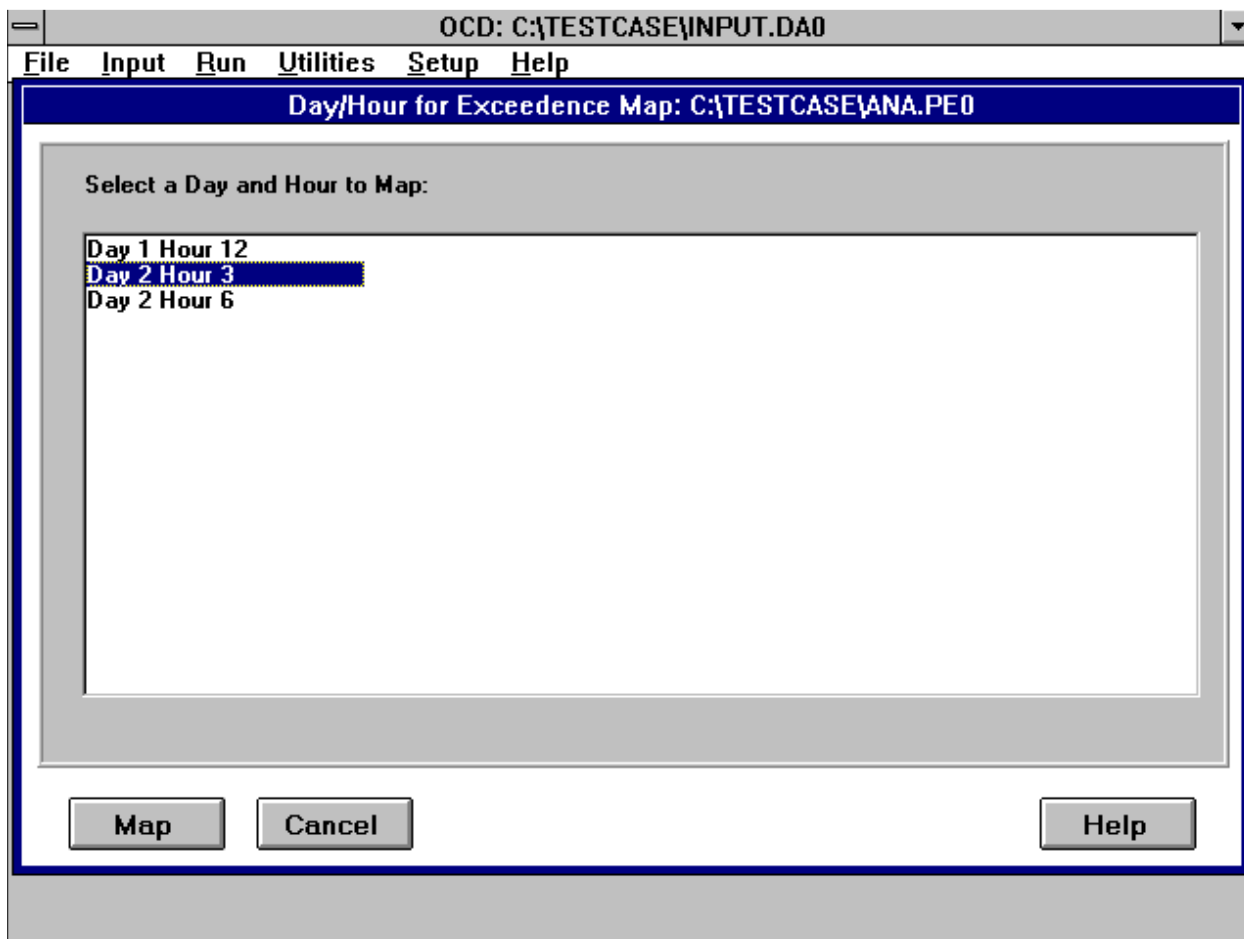 OCD: C:\TESTCASE\INPUT.DA0
File Input Run Utilities Setup Help
Day/Hour for Exceedence Map: C:\TESTCASE\ANA.PE0
Select a Day and Hour to Map:
Day 1 Hour 12
Day 2 Hour 3
Day 2 Hour 6
Map Cancel Help